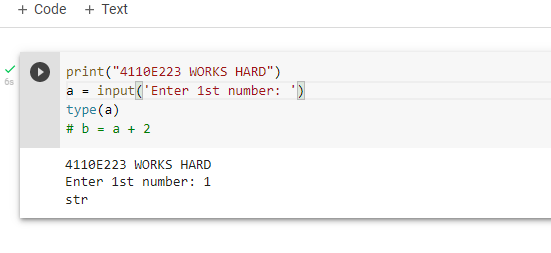 + Code + Text
6s
print("4110E223 WORKS HARD")
a = input('Enter 1st number: ')
type(a)
# b = a + 2
4110E223 WORKS HARD
Enter 1st number: 1
str